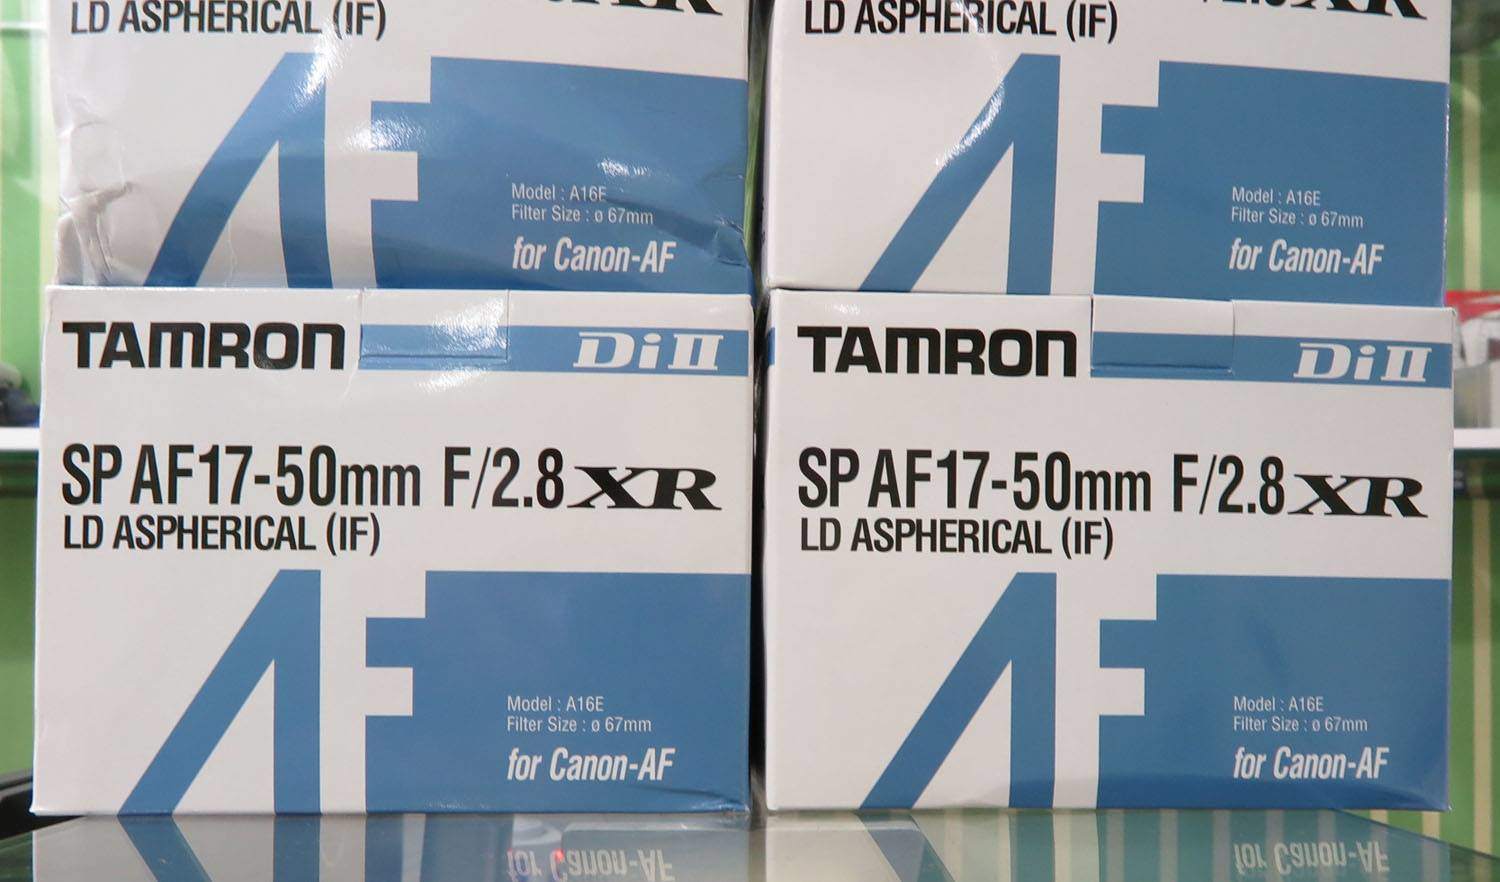 LD ASPHERICAL (IF)
XR
Model : A16E
Filter Size : ø 67mm
for Canon-AF
LD ASPHERICAL (IF)
XR
Model : A16E
Filter Size : ø 67mm
for Canon-AF
TAMRON Di II
SP AF17-50mm F/2.8 XR
LD ASPHERICAL (IF)
AF
Model : A16E
Filter Size : ø 67mm
for Canon-AF
TAMRON Di II
SP AF17-50mm F/2.8 XR
LD ASPHERICAL (IF)
AF
Model : A16E
Filter Size : ø 67mm
for Canon-AF